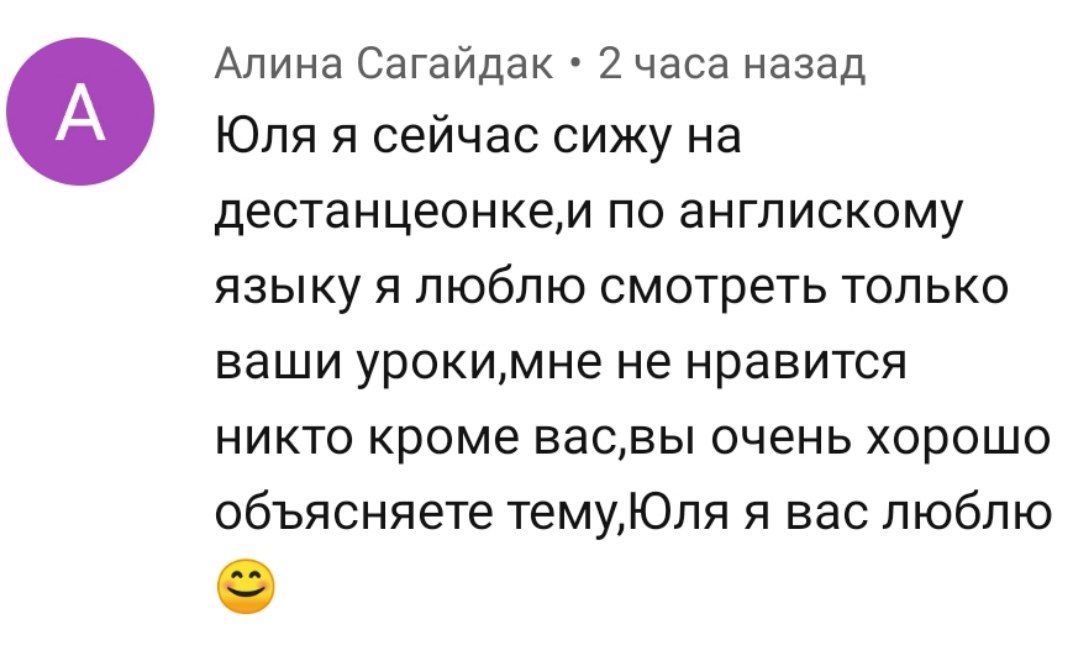 А
Алина Сагайдак • 2 часа назад
Юля я сейчас сижу на
дестанцеонке,и по англискому
языку я люблю смотреть только
ваши уроки,мне не нравится
никто кроме вас,вы очень хорошо
объясняете тему,Юля я вас люблю
😊